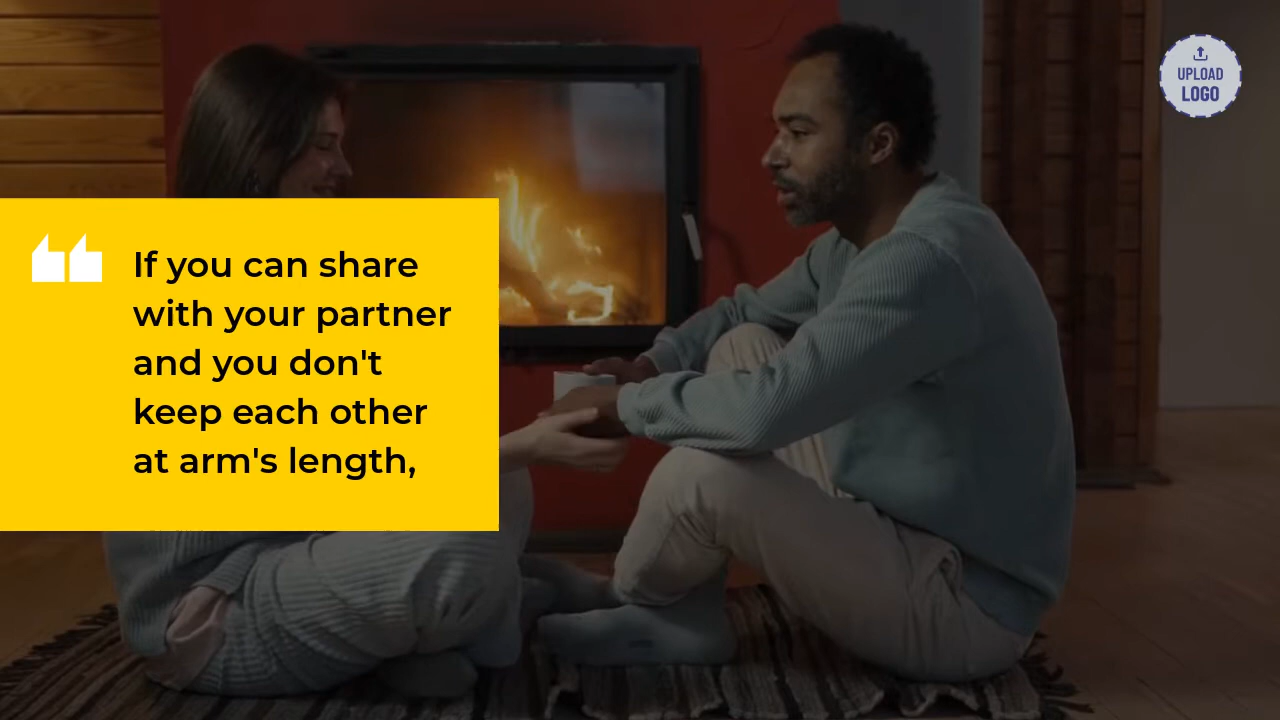 If you can share
with your partner
and you don't
keep each other
at arm's length,
UPLOAD
LOGO